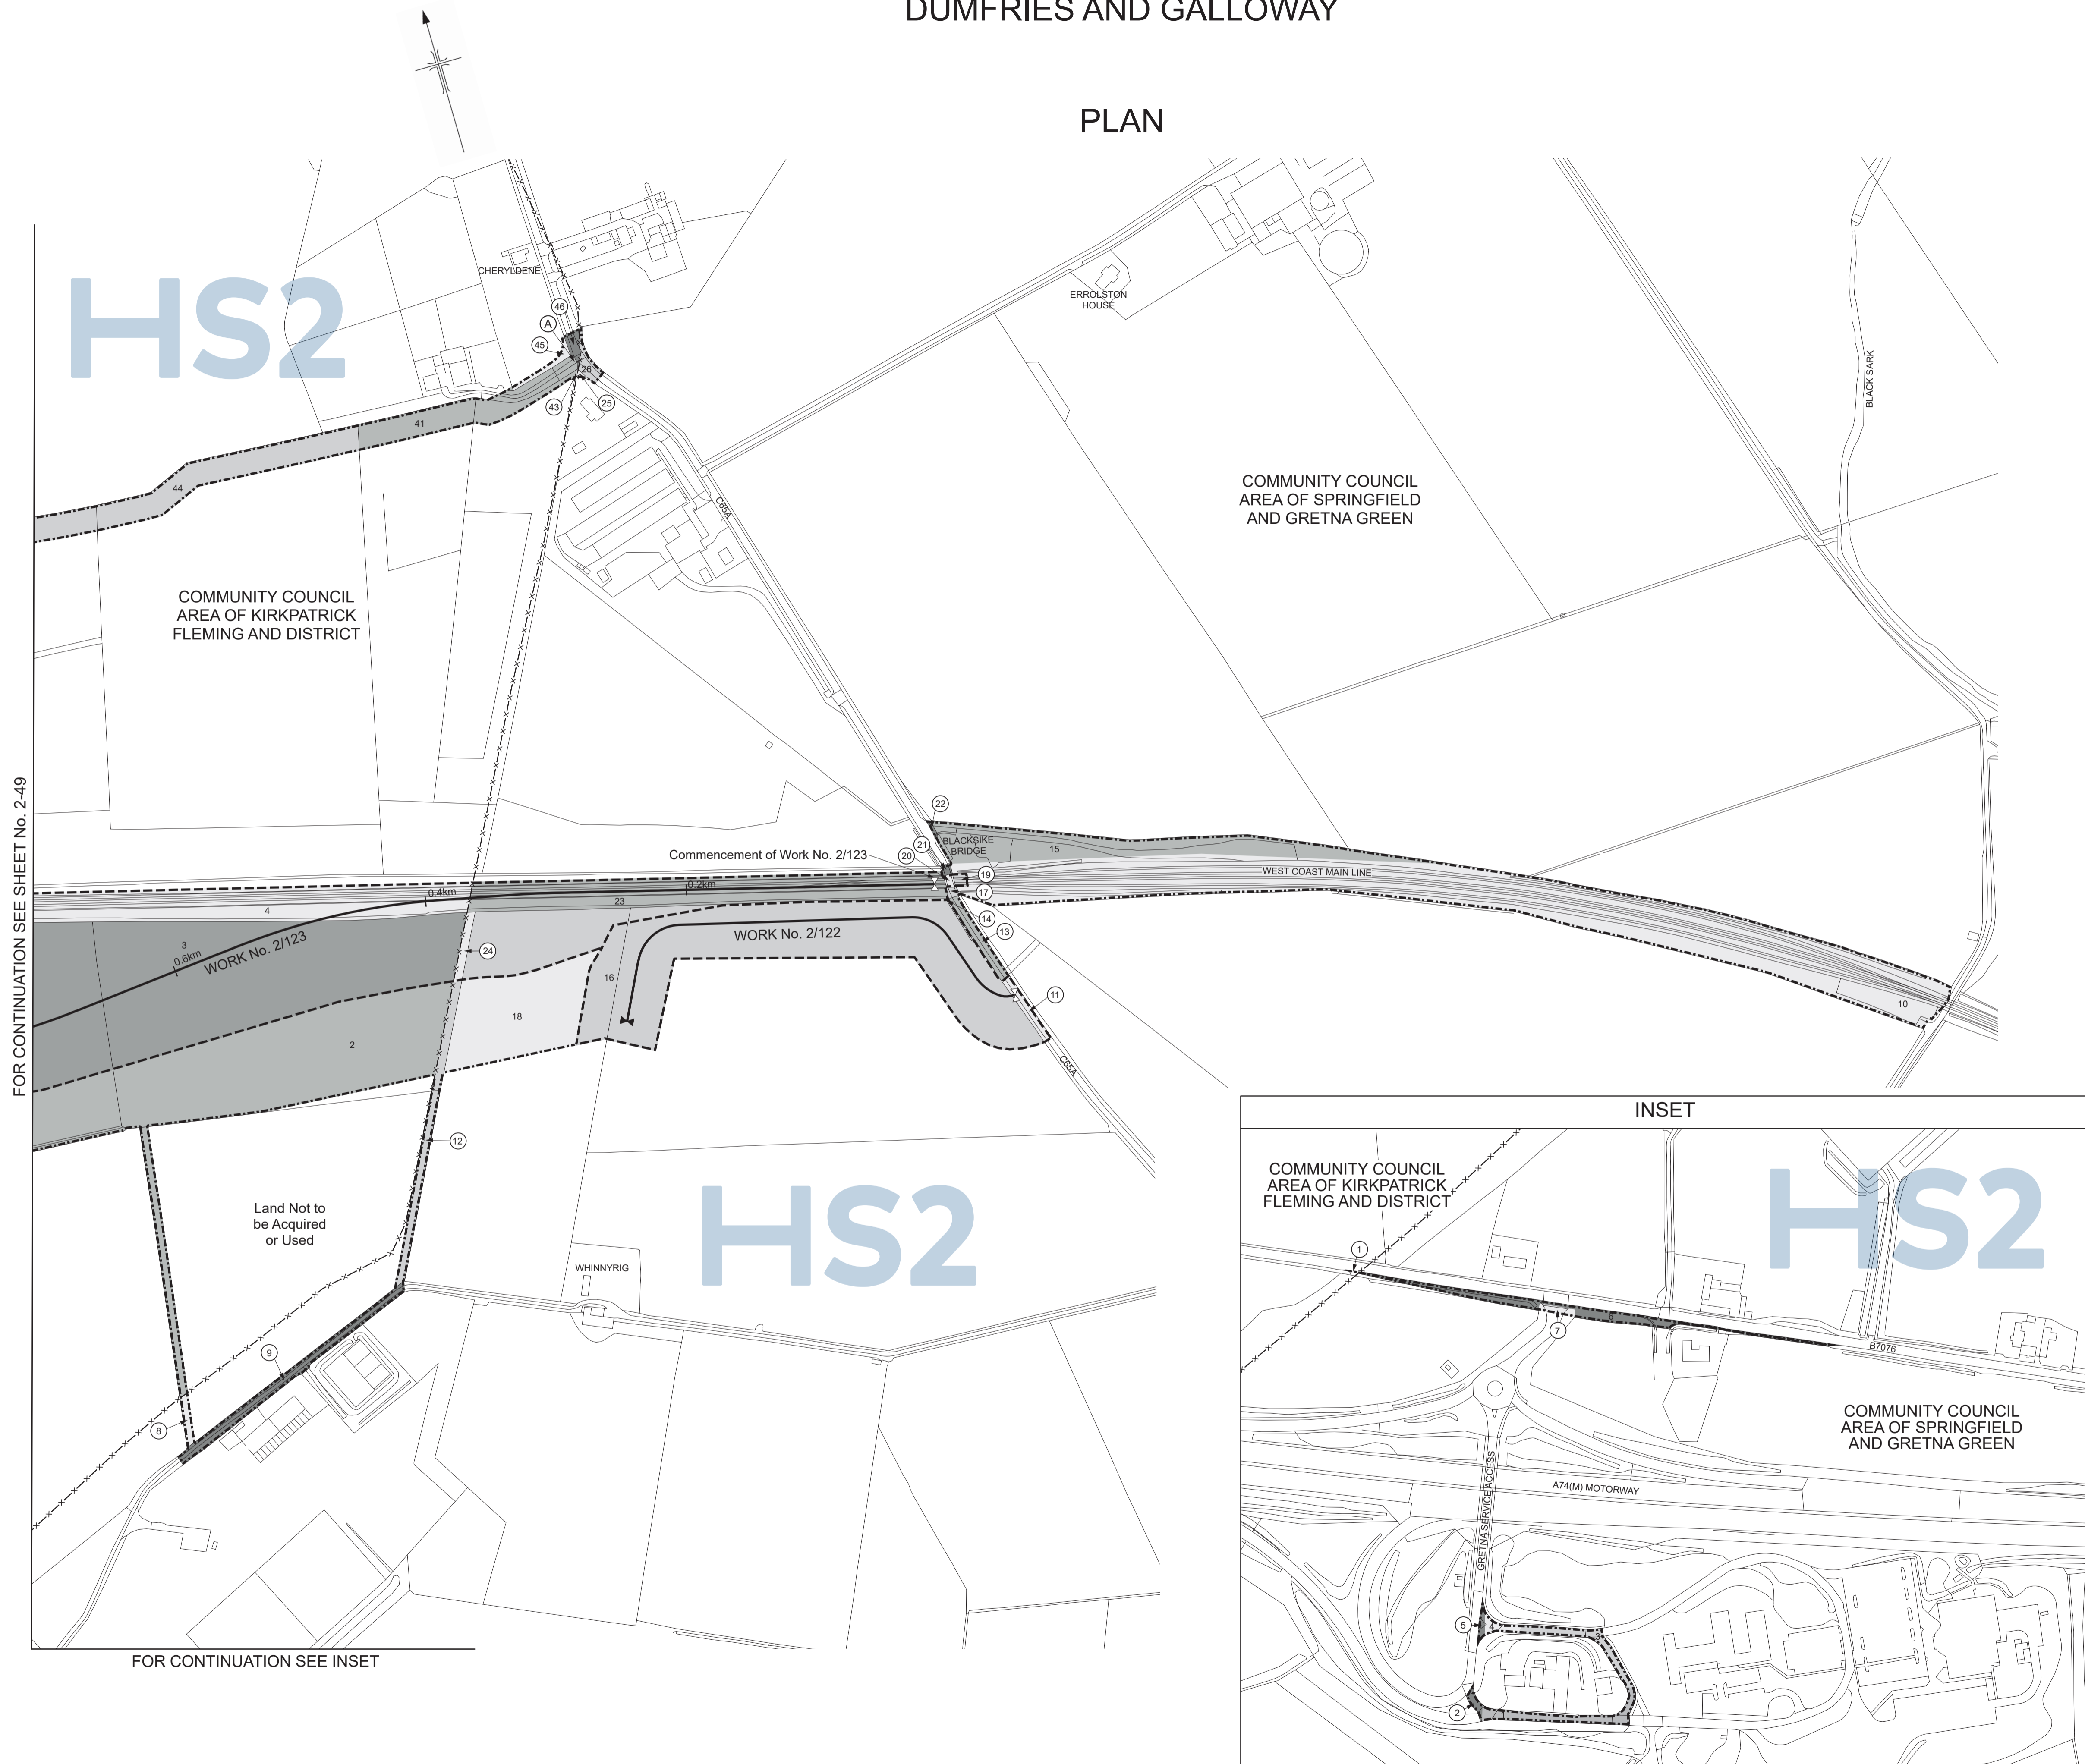 DUMFRIES AND GALLOWAY
PLAN
HS2
CHERYLDENE
46
A
45
26
43
25
41
44
ERROLSTON
HOUSE
BLACK SARK
C65A
COMMUNITY COUNCIL
AREA OF SPRINGFIELD
AND GRETNA GREEN
COMMUNITY COUNCIL
AREA OF KIRKPATRICK
FLEMING AND DISTRICT
FOR CONTINUATION SEE SHEET No. 2-49
22
21
BLACKSIKE
BRIDGE
15
Commencement of Work No. 2/123
20
19
WEST COAST MAIN LINE
17
0.4km
0.2km
23
4
14
13
3
0.6km
WORK No. 2/123
24
WORK No. 2/122
16
11
10
18
2
C65A
12
Land Not to
be Acquired
or Used
HS2
WHINNYRIG
9
8
FOR CONTINUATION SEE INSET
INSET
COMMUNITY COUNCIL
AREA OF KIRKPATRICK
FLEMING AND DISTRICT
HS2
1
6
7
B7076
COMMUNITY COUNCIL
AREA OF SPRINGFIELD
AND GRETNA GREEN
GRETNA SERVICE ACCESS
A74(M) MOTORWAY
5
4
3
2